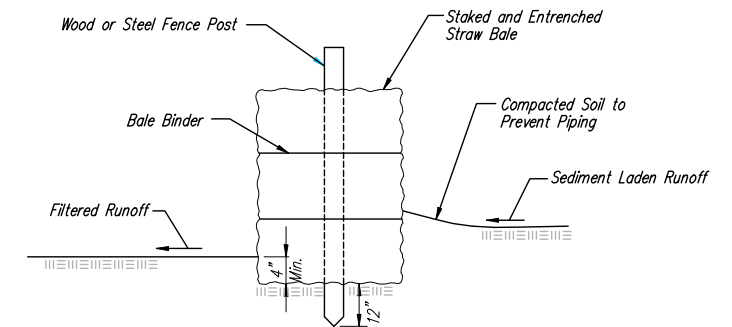 Wood or Steel Fence Post
Staked and Entrenched
Straw Bale
Bale Binder
Compacted Soil to
Prevent Piping
Sediment Laden Runoff
Filtered Runoff
4"
Min.
12"